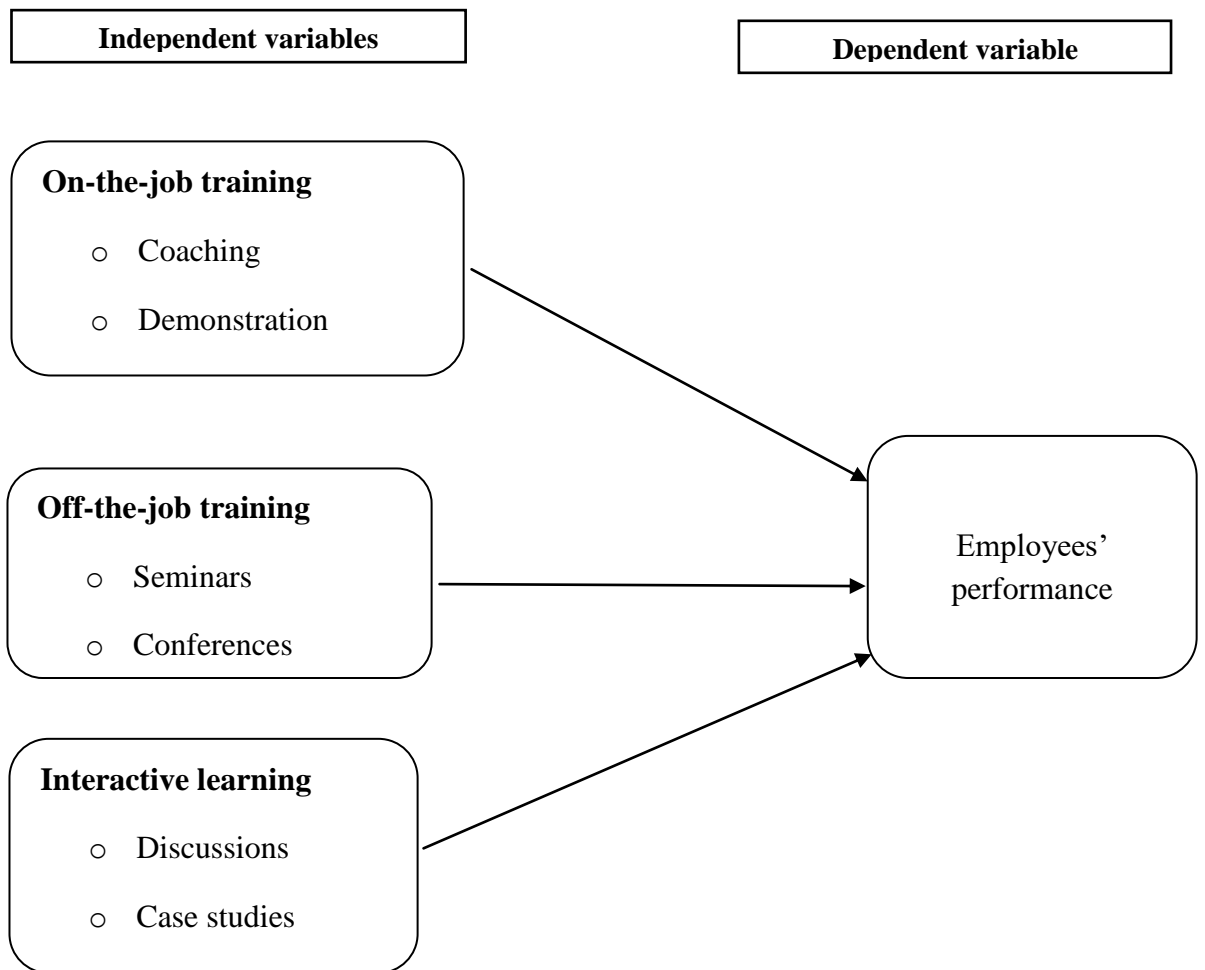 Independent variables
Dependent variable
On-the-job training
o Coaching
o Demonstration
Off-the-job training
o Seminars
o Conferences
Employees’
performance
Interactive learning
o Discussions
o Case studies